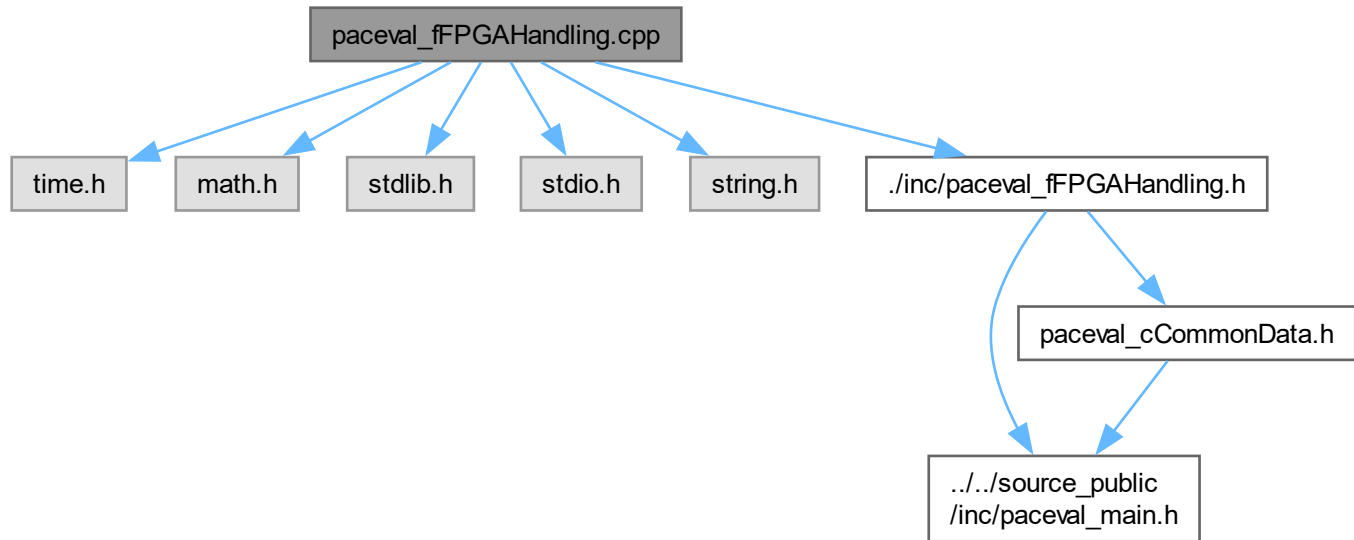 paceval_fFPGAHandling.cpp
time.h
math.h
stdlib.h
stdio.h
string.h
./inc/paceval_fFPGAHandling.h
paceval_cCommonData.h
../../source_public
/inc/paceval_main.h